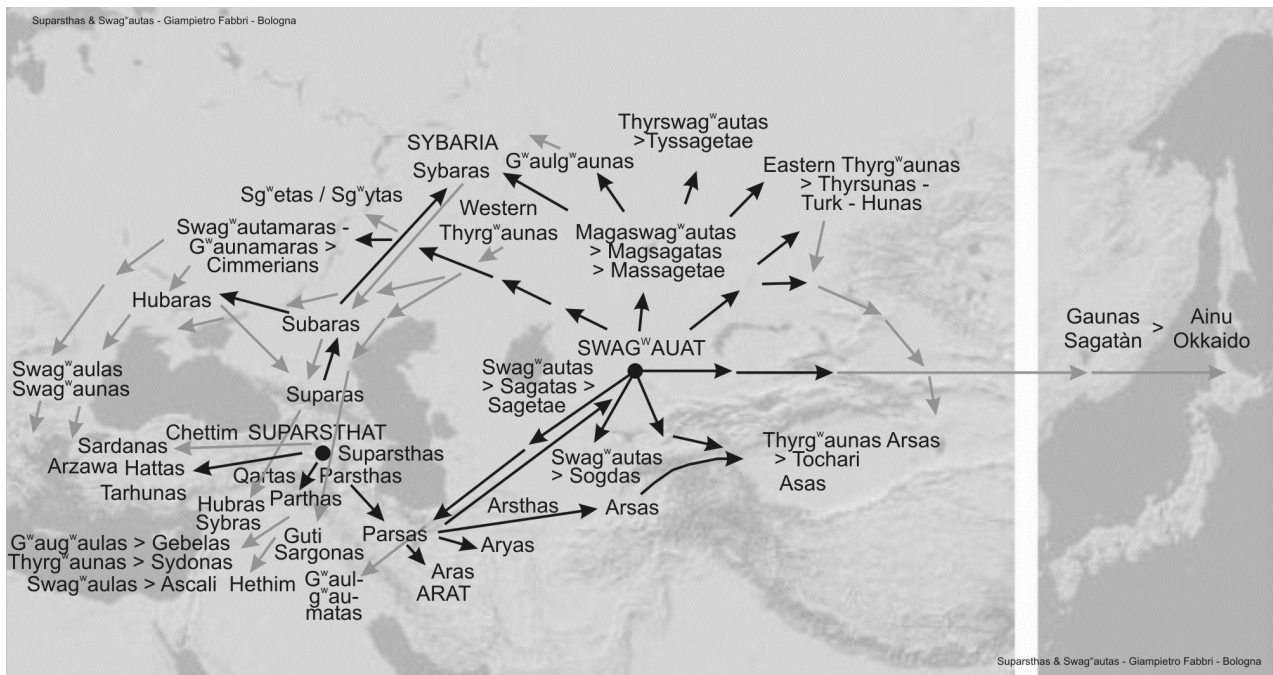 Suparsthas & Swagʷautas - Giampietro Fabbri - Bologna
Thyrswagʷautas
>Tyssagetae
SYBARIA
Sybaras
Gʷaulgʷaunas
Eastern Thyrgʷaunas
> Thyrsunas -
Turk - Hunas
Sgʷetas / Sgʷytas
Western
Thyrgʷaunas
Swagʷautamaras -
Gʷaunamaras >
Cimmerians
Magaswagʷautas
> Magsagatas
> Massagetae
Hubaras
Subaras
Gaunas
Sagatàn
>
Ainu
Okkaido
SWAGʷAUAT
Swagʷaulas
Swagʷaunas
Swagʷautas
> Sagatas >
Sagetae
Suparas
Chettim SUPARSTHAT
Sardanas
Suparsthas
Arzawa Hattas
Tarhunas
Qartas
Parsthas
Parthas
Swagʷautas
> Sogdas
Thyrgʷaunas Arsas
> Tochari
Asas
Hubras
Sybras
Arsthas
Arsas
Parsas
Guti
Sargonas
Aryas
Gʷaugʷaulas > Gebelas
Thyrgʷaunas > Sydonas
Swagʷaulas > Ascali
Hethim
Gʷaul-
gʷau-
matas
Aras
ARAT
Suparsthas & Swagʷautas - Giampietro Fabbri - Bologna